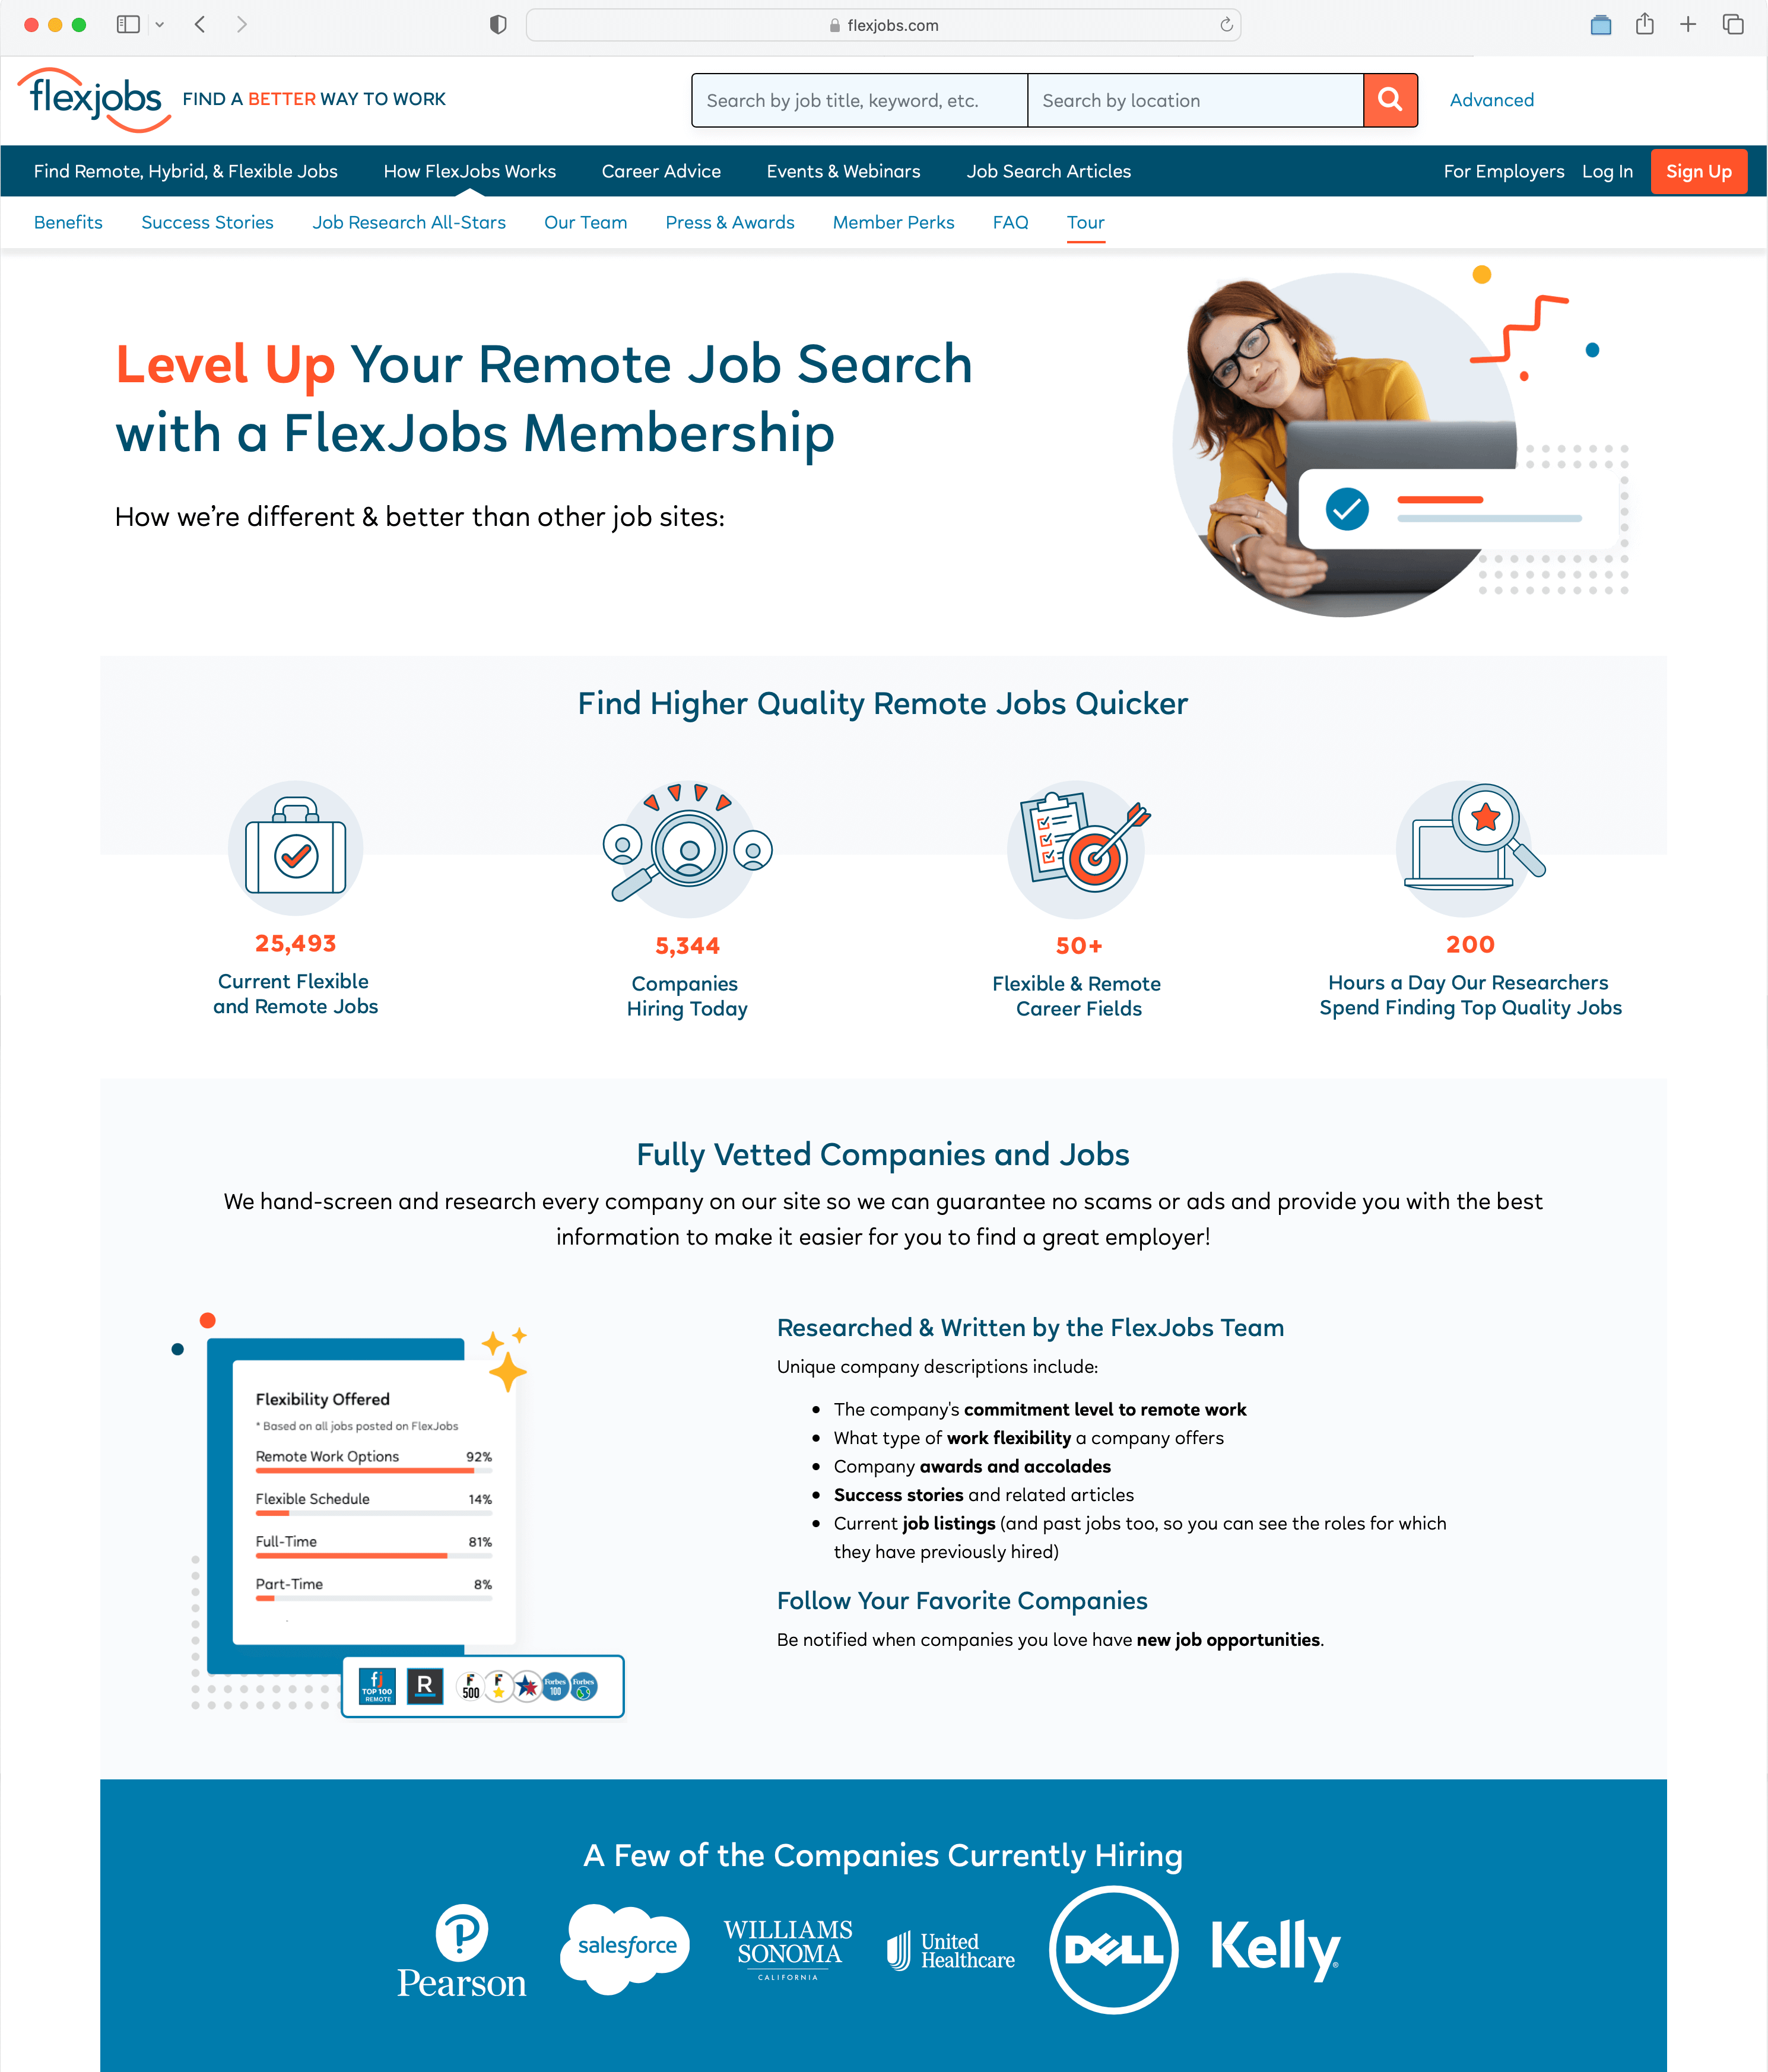 flexjobs.com
flexjobs FIND A BETTER WAY TO WORK
Search by job title, keyword, etc. Search by location Advanced
Find Remote, Hybrid, & Flexible Jobs How FlexJobs Works Career Advice Events & Webinars Job Search Articles For Employers Log In Sign Up
Benefits Success Stories Job Research All-Stars Our Team Press & Awards Member Perks FAQ Tour
Level Up Your Remote Job Search
with a FlexJobs Membership
How we're different & better than other job sites:
Find Higher Quality Remote Jobs Quicker
25,493
Current Flexible
and Remote Jobs
5,344
Companies
Hiring Today
50+
Flexible & Remote
Career Fields
200
Hours a Day Our Researchers
Spend Finding Top Quality Jobs
Fully Vetted Companies and Jobs
We hand-screen and research every company on our site so we can guarantee no scams or ads and provide you with the best
information to make it easier for you to find a great employer!
Flexibility Offered
* Based on all jobs posted on FlexJobs
Remote Work Options 92%
Flexible Schedule 14%
Full-Time 81%
Part-Time 8%
fj
TOP 100
REMOTE
R
F
500
F
Forbes
100
Forbes
Researched & Written by the FlexJobs Team
Unique company descriptions include:
• The company's commitment level to remote work
• What type of work flexibility a company offers
• Company awards and accolades
• Success stories and related articles
• Current job listings (and past jobs too, so you can see the roles for which
they have previously hired)
Follow Your Favorite Companies
Be notified when companies you love have new job opportunities.
A Few of the Companies Currently Hiring
P
Pearson
salesforce
WILLIAMS
SONOMA
CALIFORNIA
United
Healthcare
DELL
Kelly®